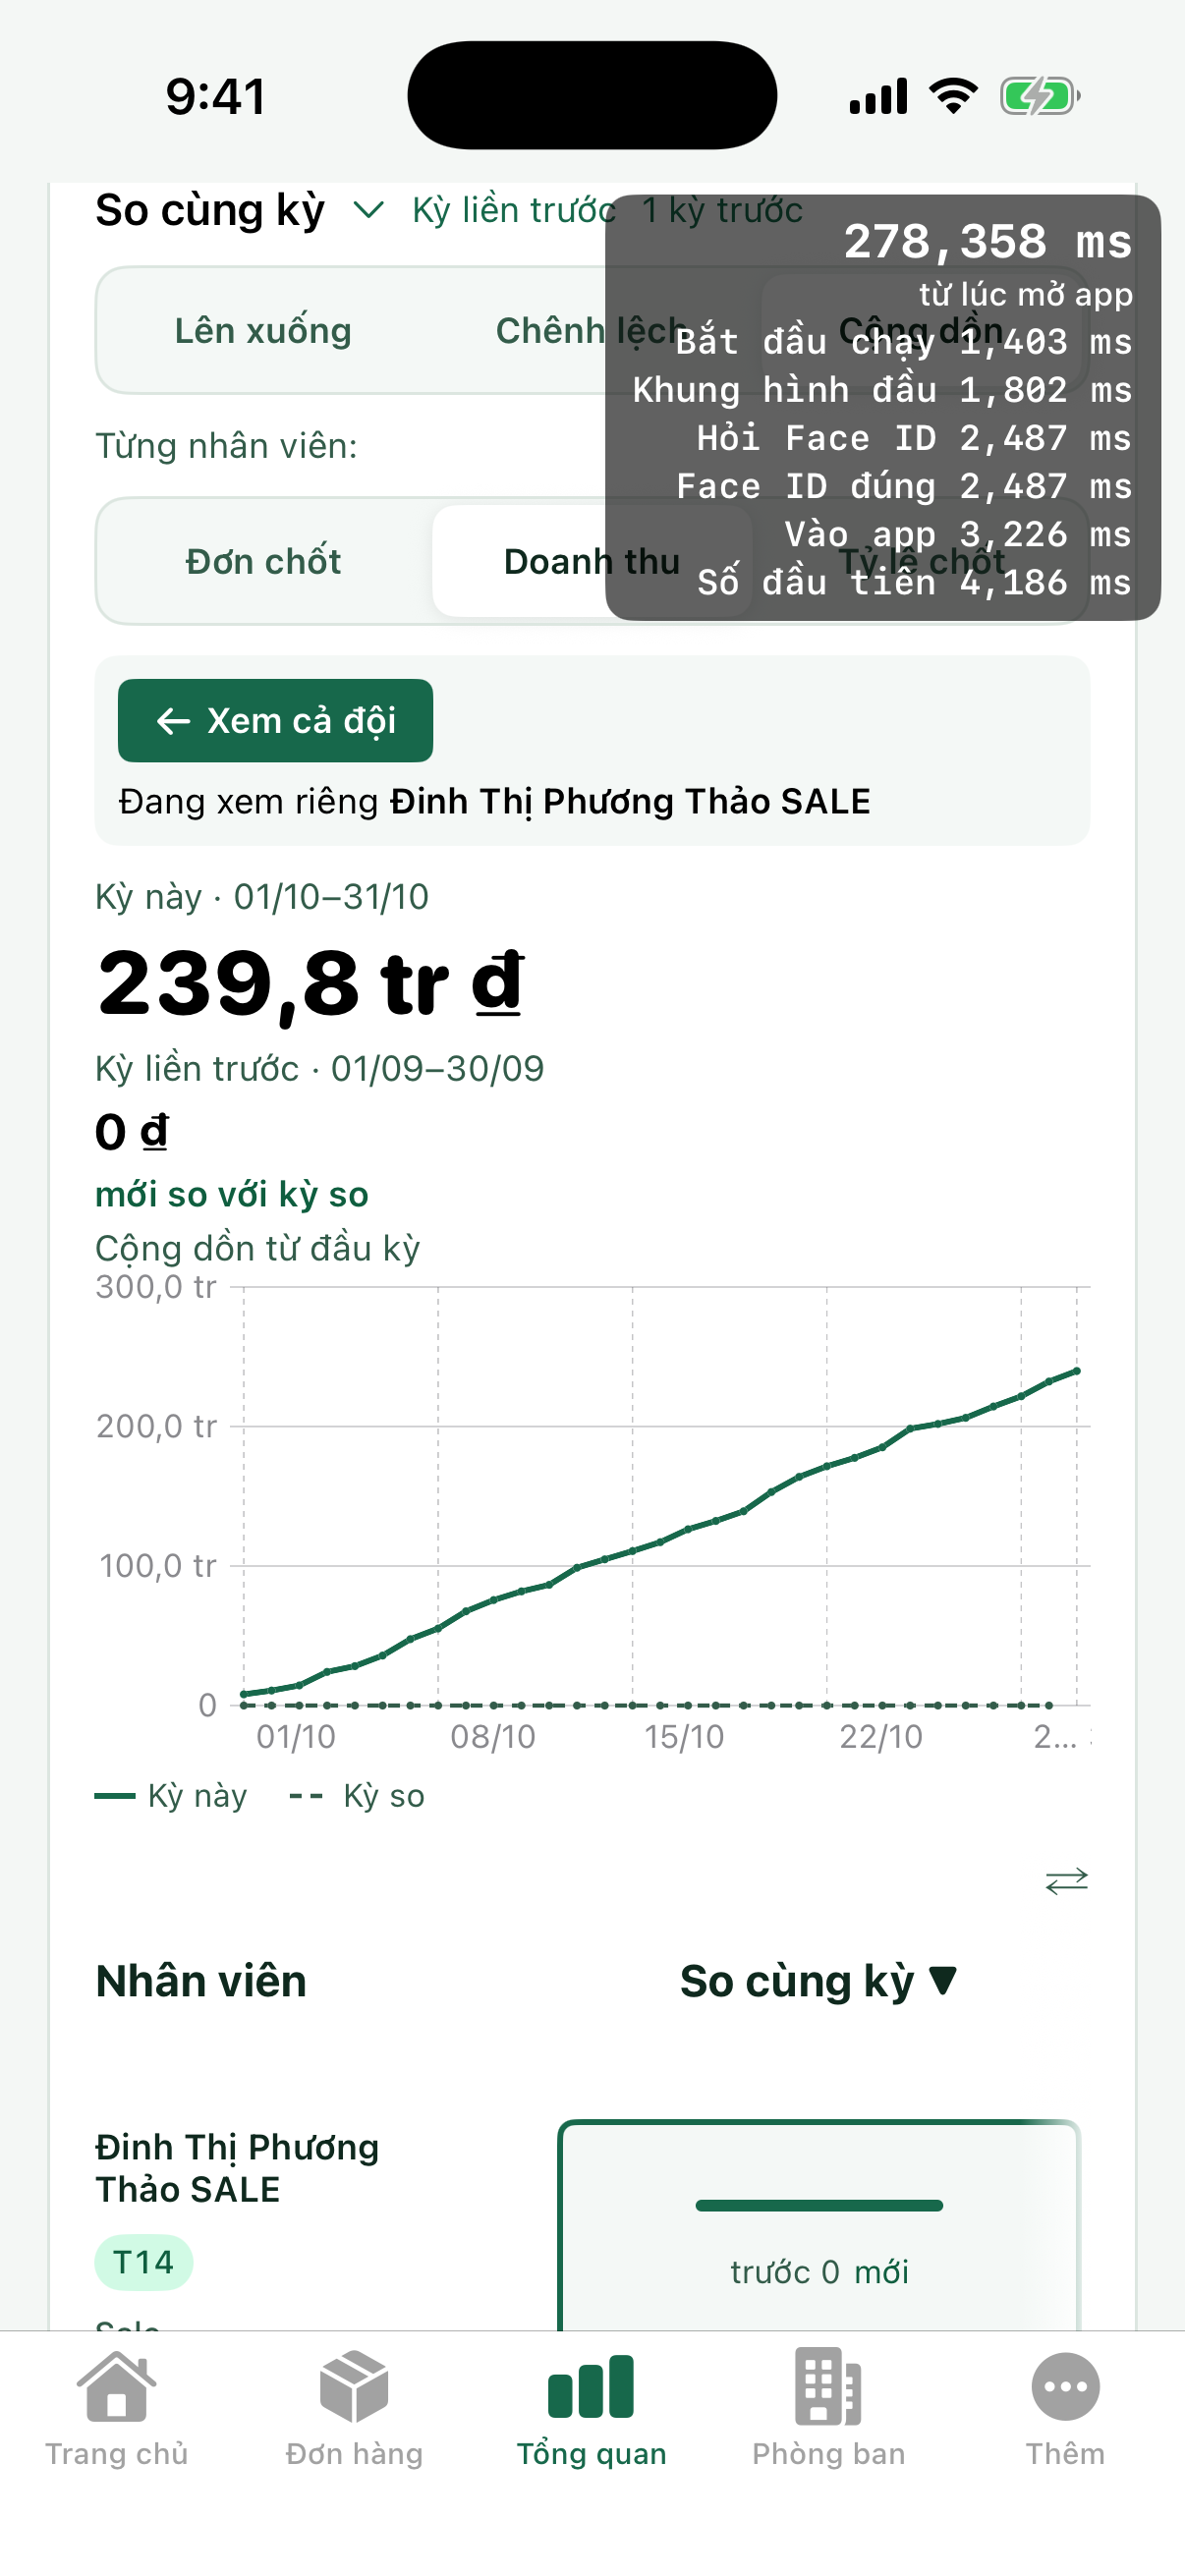 9:41
So cùng kỳ Kỳ liền trước 1 kỳ trước
278,358 ms
từ lúc mở app
Bắt đầu chạy 1,403 ms
Khung hình đầu 1,802 ms
Hỏi Face ID 2,487 ms
Face ID đúng 2,487 ms
Vào app 3,226 ms
Số đầu tiên 4,186 ms
Lên xuống Chênh lệch Cộng dồn
Từng nhân viên:
Đơn chốt Doanh thu Tỷ lệ chốt
← Xem cả đội
Đang xem riêng Đinh Thị Phương Thảo SALE
Kỳ này · 01/10–31/10
239,8 tr ₫
Kỳ liền trước · 01/09–30/09
0 ₫
mới so với kỳ so
Cộng dồn từ đầu kỳ
300,0 tr
200,0 tr
100,0 tr
0
01/10 08/10 15/10 22/10 2...
Kỳ này Kỳ so
Nhân viên So cùng kỳ ▼
Đinh Thị Phương
Thảo SALE
T14
trước 0 mới
Trang chủ Đơn hàng Tổng quan Phòng ban Thêm